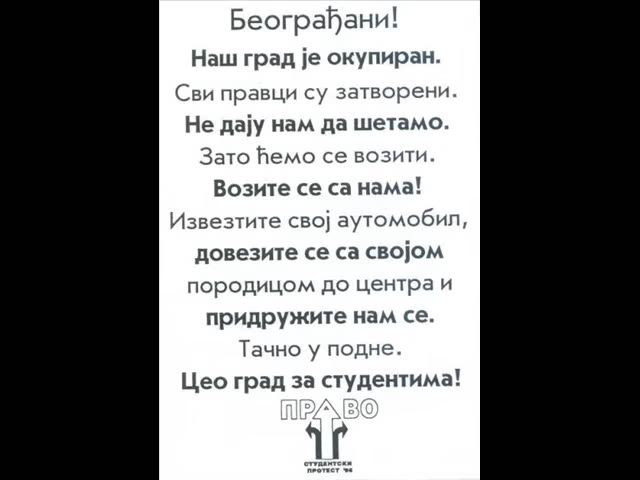 Београђани!
Наш град је окупиран.
Сви правци су затворени.
Не дају нам да шетамо.
Зато ћемо се возити.
Возите се са нама!
Извезтите свој аутомобил,
довезите се са својом
породицом до центра и
придружите нам се.
Тачно у подне.
Цео град за студентима!
ПРАВО
СТУДЕНТСКИ
ПРОТЕСТ '96